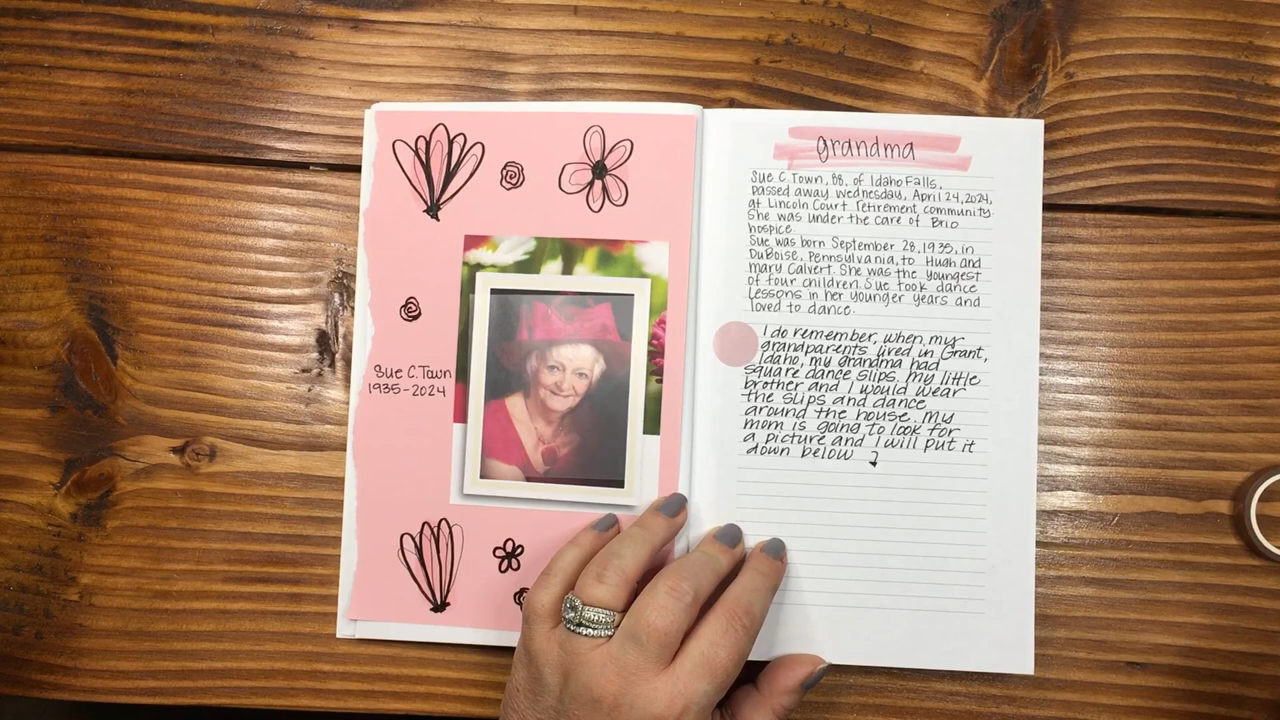 Sue C. Town
1935-2024
grandma
Sue C. Town, 88, of Idaho Falls,
passed away Wednesday, April 24, 2024,
at Lincoln Court Retirement community.
She was under the care of Brio
hospice.
Sue was born September 28, 1935, in
DuBoise, Pennsylvania, to Hugh and
mary Calvert. She was the youngest
of four children. Sue took dance
lessons in her younger years and
loved to dance.
I do remember, when my
grandparents lived in Grant,
Idaho, my grandma had
square dance slips. my little
brother and I would wear
the slips and dance
around the house. my
mom is going to look for
a picture and I will put it
down below